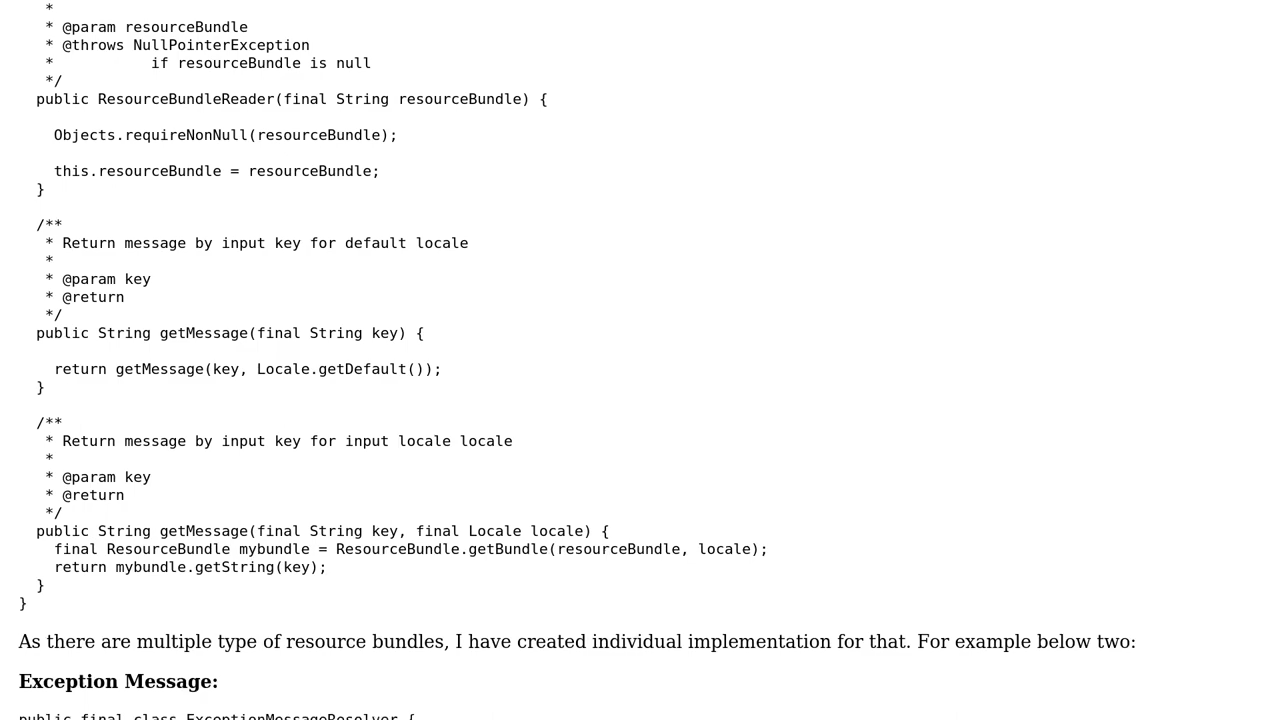 *
* @param resourceBundle
* @throws NullPointerException
*           if resourceBundle is null
*/
public ResourceBundleReader(final String resourceBundle) {
Objects.requireNonNull(resourceBundle);
this.resourceBundle = resourceBundle;
}
/**
* Return message by input key for default locale
*
* @param key
* @return
*/
public String getMessage(final String key) {
return getMessage(key, Locale.getDefault());
}
/**
* Return message by input key for input locale locale
*
* @param key
* @return
*/
public String getMessage(final String key, final Locale locale) {
final ResourceBundle mybundle = ResourceBundle.getBundle(resourceBundle, locale);
return mybundle.getString(key);
}
}
As there are multiple type of resource bundles, I have created individual implementation for that. For example below two:
Exception Message:
public final class ExceptionMessageResolver {